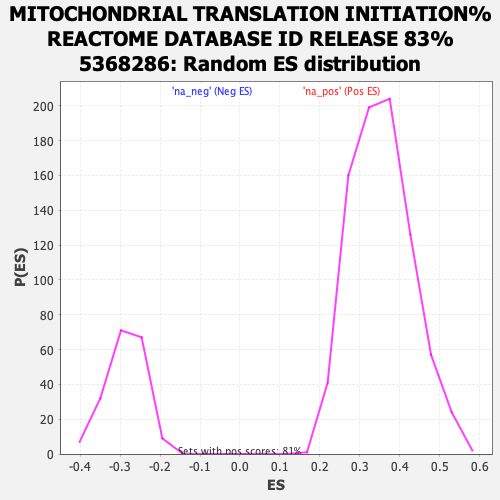 MITOCHONDRIAL TRANSLATION INITIATION%
REACTOME DATABASE ID RELEASE 83%
5368286: Random ES distribution
'na_neg' (Neg ES) 'na_pos' (Pos ES)
P(ES)
200
180
160
140
120
100
80
60
40
20
0
Sets with pos scores: 81%
-0.4 -0.3 -0.2 -0.1 0.0 0.1 0.2 0.3 0.4 0.5 0.6
ES